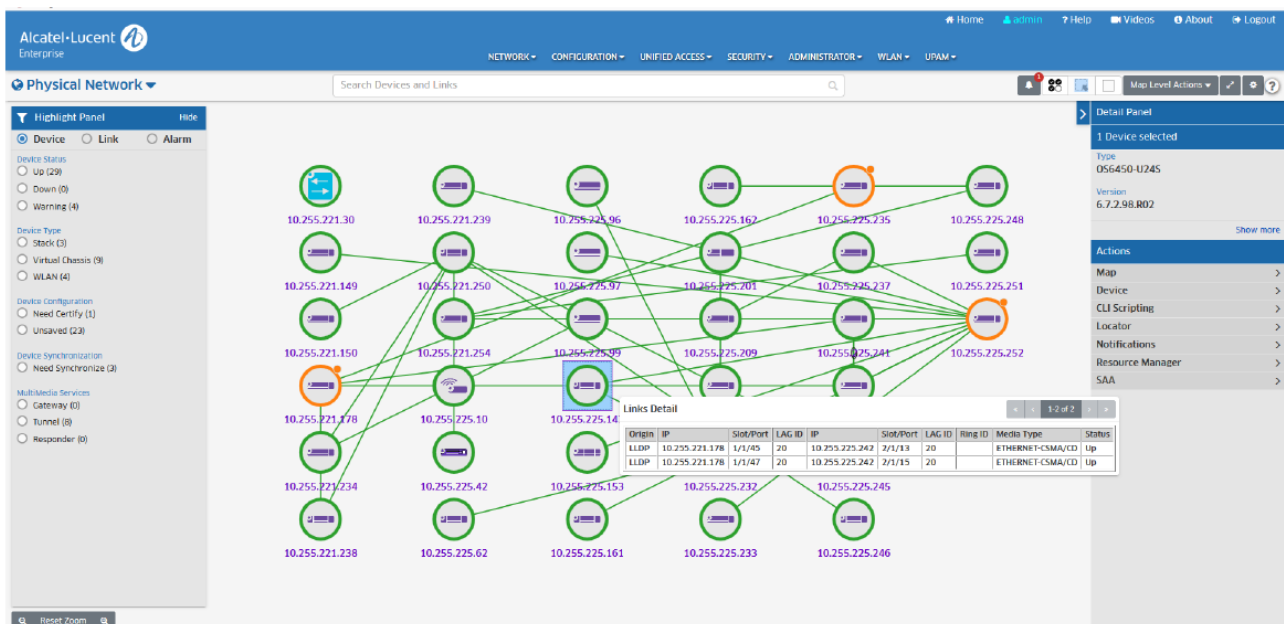 Home admin ? Help Videos About Logout
Alcatel·Lucent
Enterprise
NETWORK CONFIGURATION UNIFIED ACCESS SECURITY ADMINISTRATOR WLAN UPAM
Physical Network
Search Devices and Links
1
Map Level Actions
?
Highlight Panel Hide
Device Link Alarm
Device Status
Up (29)
Down (0)
Warning (4)
Device Type
Stack (3)
Virtual Chassis (9)
WLAN (4)
Device Configuration
Need Certify (1)
Unsaved (23)
Device Synchronization
Need Synchronize (3)
MultiMedia Services
Gateway (0)
Tunnel (8)
Responder (0)
Reset Zoom
10.255.221.30 10.255.221.239 10.255.225.96 10.255.225.162 10.255.225.235 10.255.225.248
10.255.221.149 10.255.221.250 10.255.225.97 10.255.225.201 10.255.225.237 10.255.225.251
10.255.221.150 10.255.221.254 10.255.225.99 10.255.225.209 10.255.225.241 10.255.225.252
10.255.221.178 10.255.225.10 10.255.225.14
Links Detail 1-2 of 2
Origin IP Slot/Port LAG ID IP Slot/Port LAG ID Ring ID Media Type Status
LLDP 10.255.221.178 1/1/45 20 10.255.225.242 2/1/13 20 ETHERNET-CSMA/CD Up
LLDP 10.255.221.178 1/1/47 20 10.255.225.242 2/1/15 20 ETHERNET-CSMA/CD Up
10.255.221.234 10.255.225.42 10.255.225.153 10.255.225.232 10.255.225.245
10.255.221.238 10.255.225.62 10.255.225.161 10.255.225.233 10.255.225.246
Detail Panel
1 Device selected
Type
OS6450-U24S
Version
6.7.2.98.R02
Show more
Actions
Map
Device
CLI Scripting
Locator
Notifications
Resource Manager
SAA